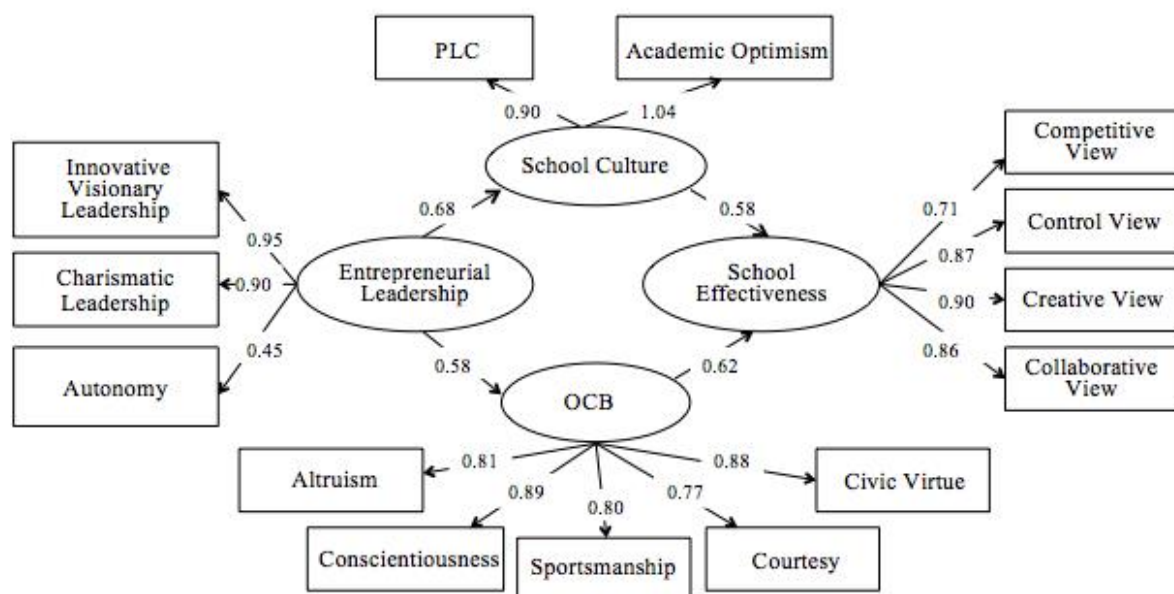 PLC
Academic Optimism
0.90
1.04
Competitive
View
Innovative
Visionary
Leadership
School Culture
0.68
0.58
0.71
Control View
0.95
0.87
Charismatic
Leadership
0.90
Entrepreneurial
Leadership
School
Effectiveness
0.90
Creative View
0.45
0.58
0.62
0.86
Autonomy
OCB
Collaborative
View
Altruism
0.81
0.89
0.80
0.77
0.88
Civic Virtue
Conscientiousness
Sportsmanship
Courtesy